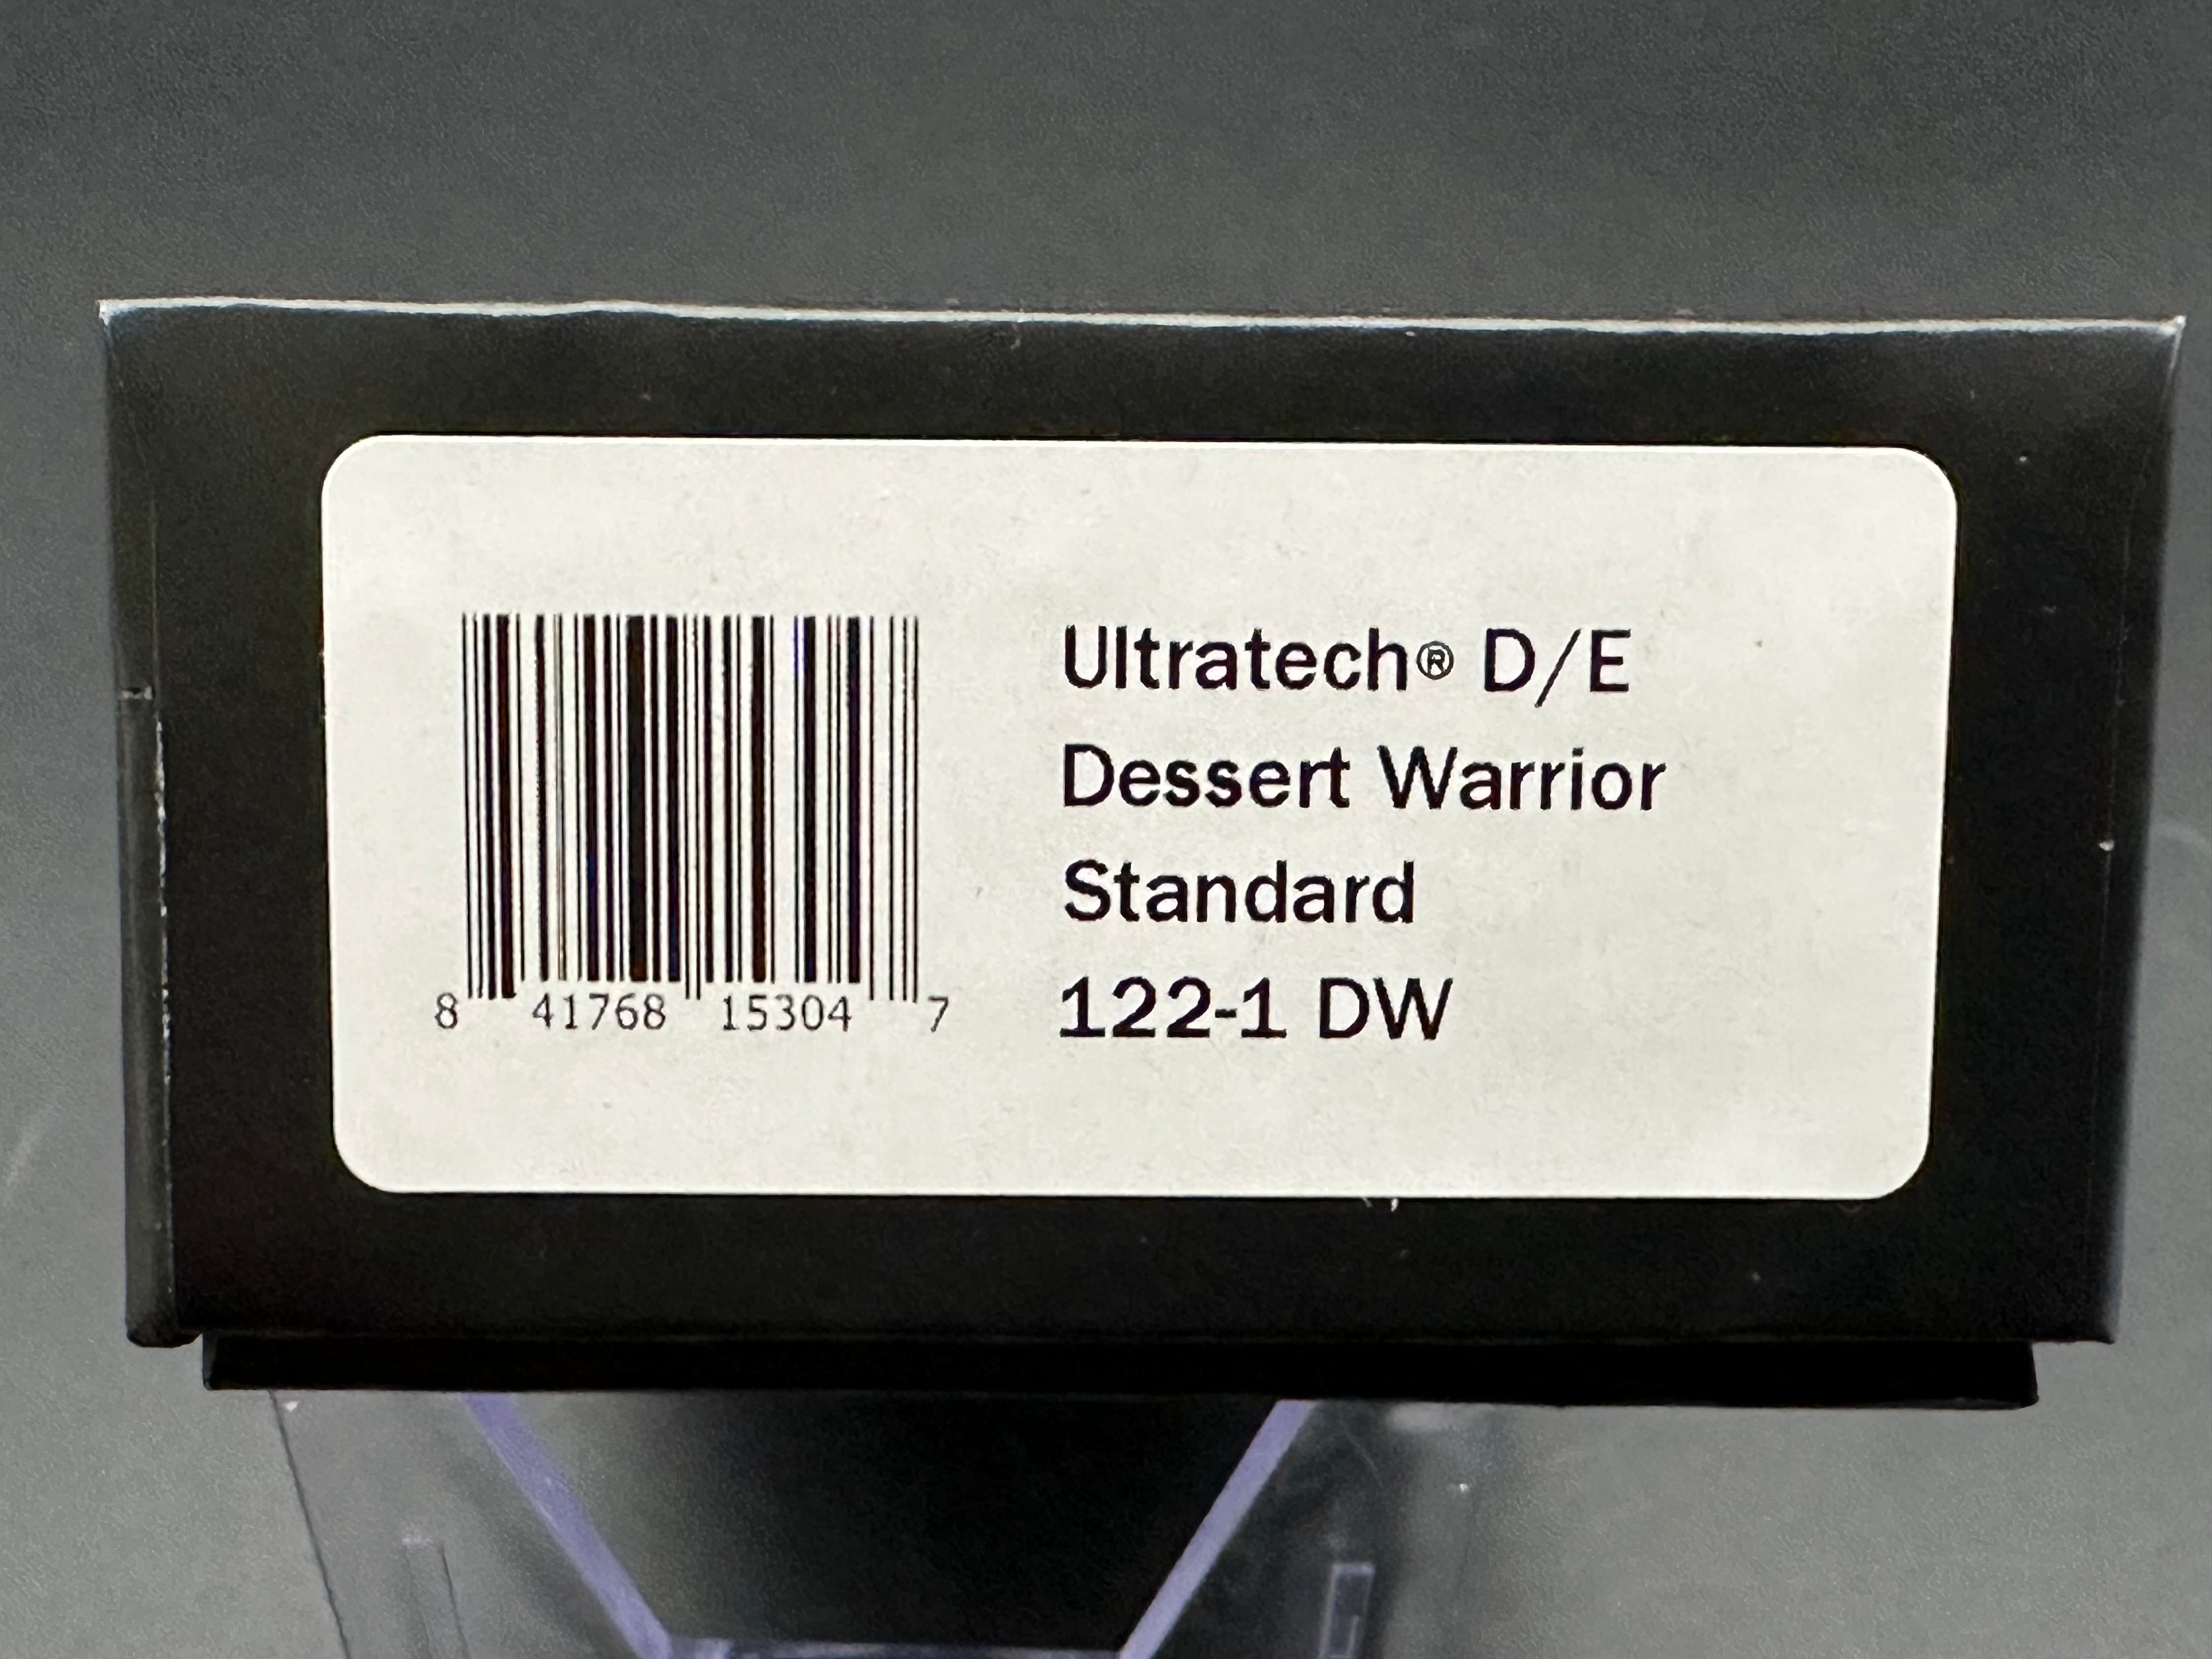 Ultratech® D/E
Dessert Warrior
Standard
122-1 DW
8 41768 15304 7